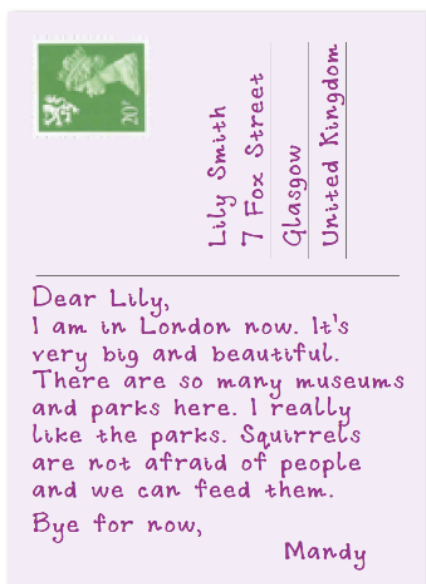 20P
Lily Smith
7 Fox Street
Glasgow
United Kingdom
Dear Lily,
I am in London now. It's
very big and beautiful.
There are so many museums
and parks here. I really
like the parks. Squirrels
are not afraid of people
and we can feed them.
Bye for now,
Mandy